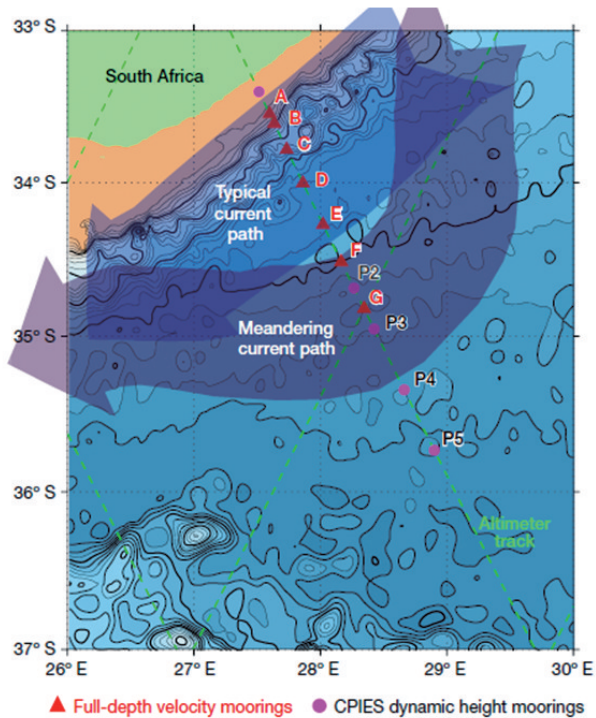 33° S
South Africa
A
B
C
34° S
D
Typical
current
path
E
F
P2
G
P3
35° S
Meandering
current path
P4
P5
36° S
Altimeter
track
37° S
26° E
27° E
28° E
29° E
30° E
Full-depth velocity moorings
CPIES dynamic height moorings